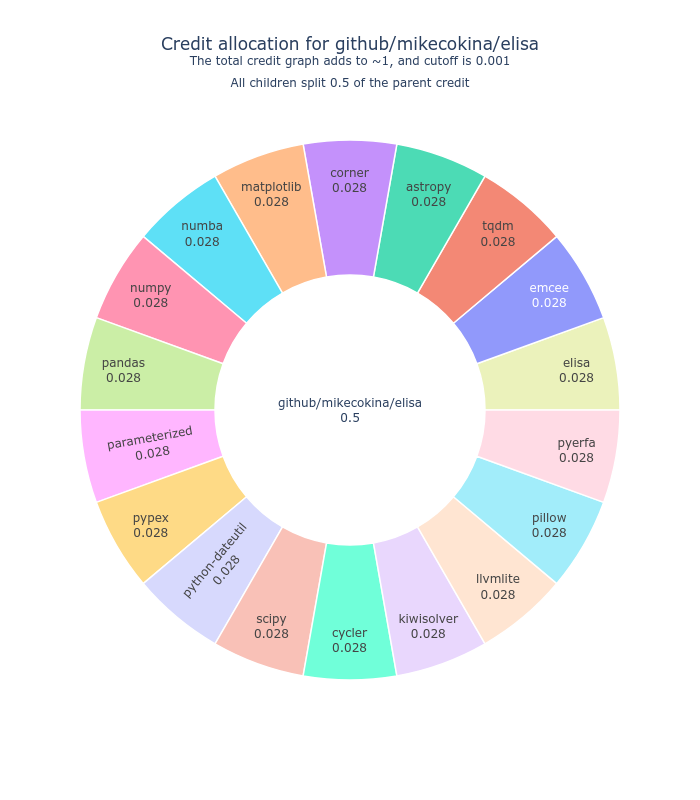 Credit allocation for github/mikecokina/elisa
The total credit graph adds to ~1, and cutoff is 0.001
All children split 0.5 of the parent credit
corner
0.028
astropy
0.028
tqdm
0.028
emcee
0.028
elisa
0.028
pyerfa
0.028
pillow
0.028
llvmlite
0.028
kiwisolver
0.028
cycler
0.028
scipy
0.028
python-dateutil
0.028
pypex
0.028
parameterized
0.028
pandas
0.028
numpy
0.028
numba
0.028
matplotlib
0.028
github/mikecokina/elisa
0.5